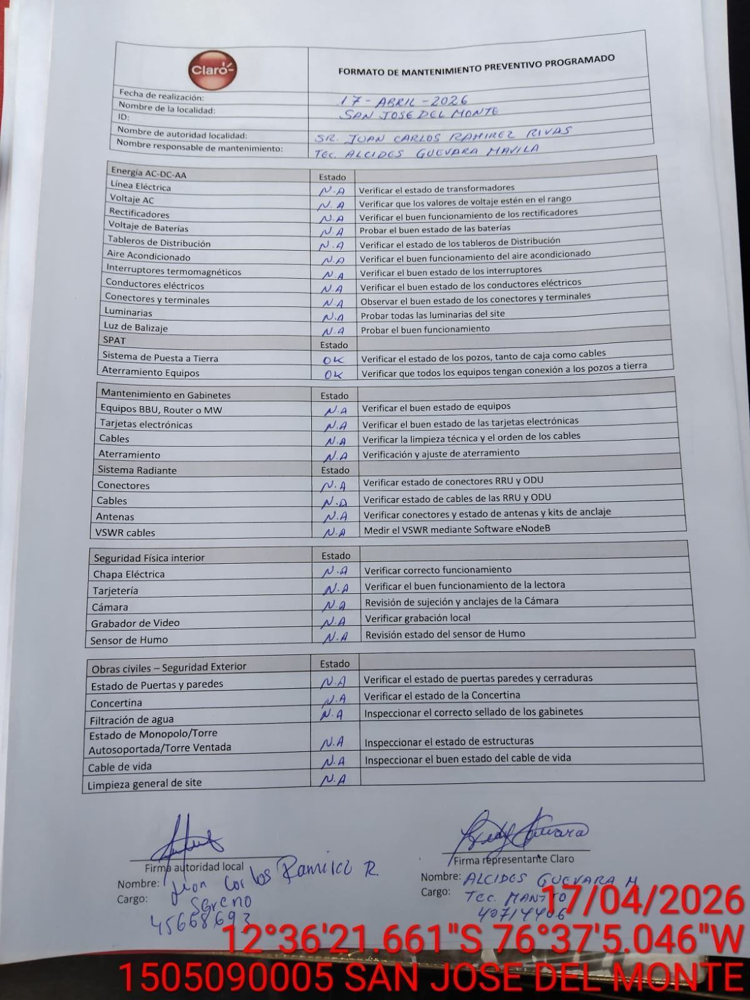 Claro
FORMATO DE MANTENIMIENTO PREVENTIVO PROGRAMADO
Fecha de realización: 17 - ABRIL - 2026
Nombre de la localidad: SAN JOSE DEL MONTE
ID:
Nombre de autoridad localidad: SR. JUAN CARLOS RAMIREZ RIVAS
Nombre responsable de mantenimiento: TEC. ALCIDES GUEVARA MAVILA
Energía AC-DC-AA Estado
Línea Eléctrica N.A Verificar el estado de transformadores
Voltaje AC N.A Verificar que los valores de voltaje estén en el rango
Rectificadores N.A Verificar el buen funcionamiento de los rectificadores
Voltaje de Baterías N.A Probar el buen estado de las baterías
Tableros de Distribución N.A Verificar el estado de los tableros de Distribución
Aire Acondicionado N.A Verificar el buen funcionamiento del aire acondicionado
Interruptores termomagnéticos N.A Verificar el buen estado de los interruptores
Conductores eléctricos N.A Verificar el buen estado de los conductores eléctricos
Conectores y terminales N.A Observar el buen estado de los conectores y terminales
Luminarias N.A Probar todas las luminarias del site
Luz de Balizaje N.A Probar el buen funcionamiento
SPAT Estado
Sistema de Puesta a Tierra OK Verificar el estado de los pozos, tanto de caja como cables
Aterramiento Equipos OK Verificar que todos los equipos tengan conexión a los pozos a tierra
Mantenimiento en Gabinetes Estado
Equipos BBU, Router o MW N.A Verificar el buen estado de equipos
Tarjetas electrónicas N.A Verificar el buen estado de las tarjetas electrónicas
Cables N.A Verificar la limpieza técnica y el orden de los cables
Aterramiento N.A Verificación y ajuste de aterramiento
Sistema Radiante Estado
Conectores N.A Verificar estado de conectores RRU y ODU
Cables N.A Verificar estado de cables de las RRU y ODU
Antenas N.A Verificar conectores y estado de antenas y kits de anclaje
VSWR cables N.A Medir el VSWR mediante Software eNodeB
Seguridad Física interior Estado
Chapa Eléctrica N.A Verificar correcto funcionamiento
Tarjetería N.A Verificar el buen funcionamiento de la lectora
Cámara N.A Revisión de sujeción y anclajes de la Cámara
Grabador de Video N.A Verificar grabación local
Sensor de Humo N.A Revisión estado del sensor de Humo
Obras civiles – Seguridad Exterior Estado
Estado de Puertas y paredes N.A Verificar el estado de puertas paredes y cerraduras
Concertina N.A Verificar el estado de la Concertina
Filtración de agua N.A Inspeccionar el correcto sellado de los gabinetes
Estado de Monopolo/Torre
Autosoportada/Torre Ventada N.A Inspeccionar el estado de estructuras
Cable de vida N.A Inspeccionar el buen estado del cable de vida
Limpieza general de site N.A
Firma autoridad local
Nombre: Carlos Ramirez R.
Cargo:
45668693
Firma representante Claro
Nombre: ALCIDES GUEVARA M
Cargo: TEC. MANTTO
40714406
17/04/2026
12°36'21.661"S 76°37'5.046"W
1505090005 SAN JOSE DEL MONTE